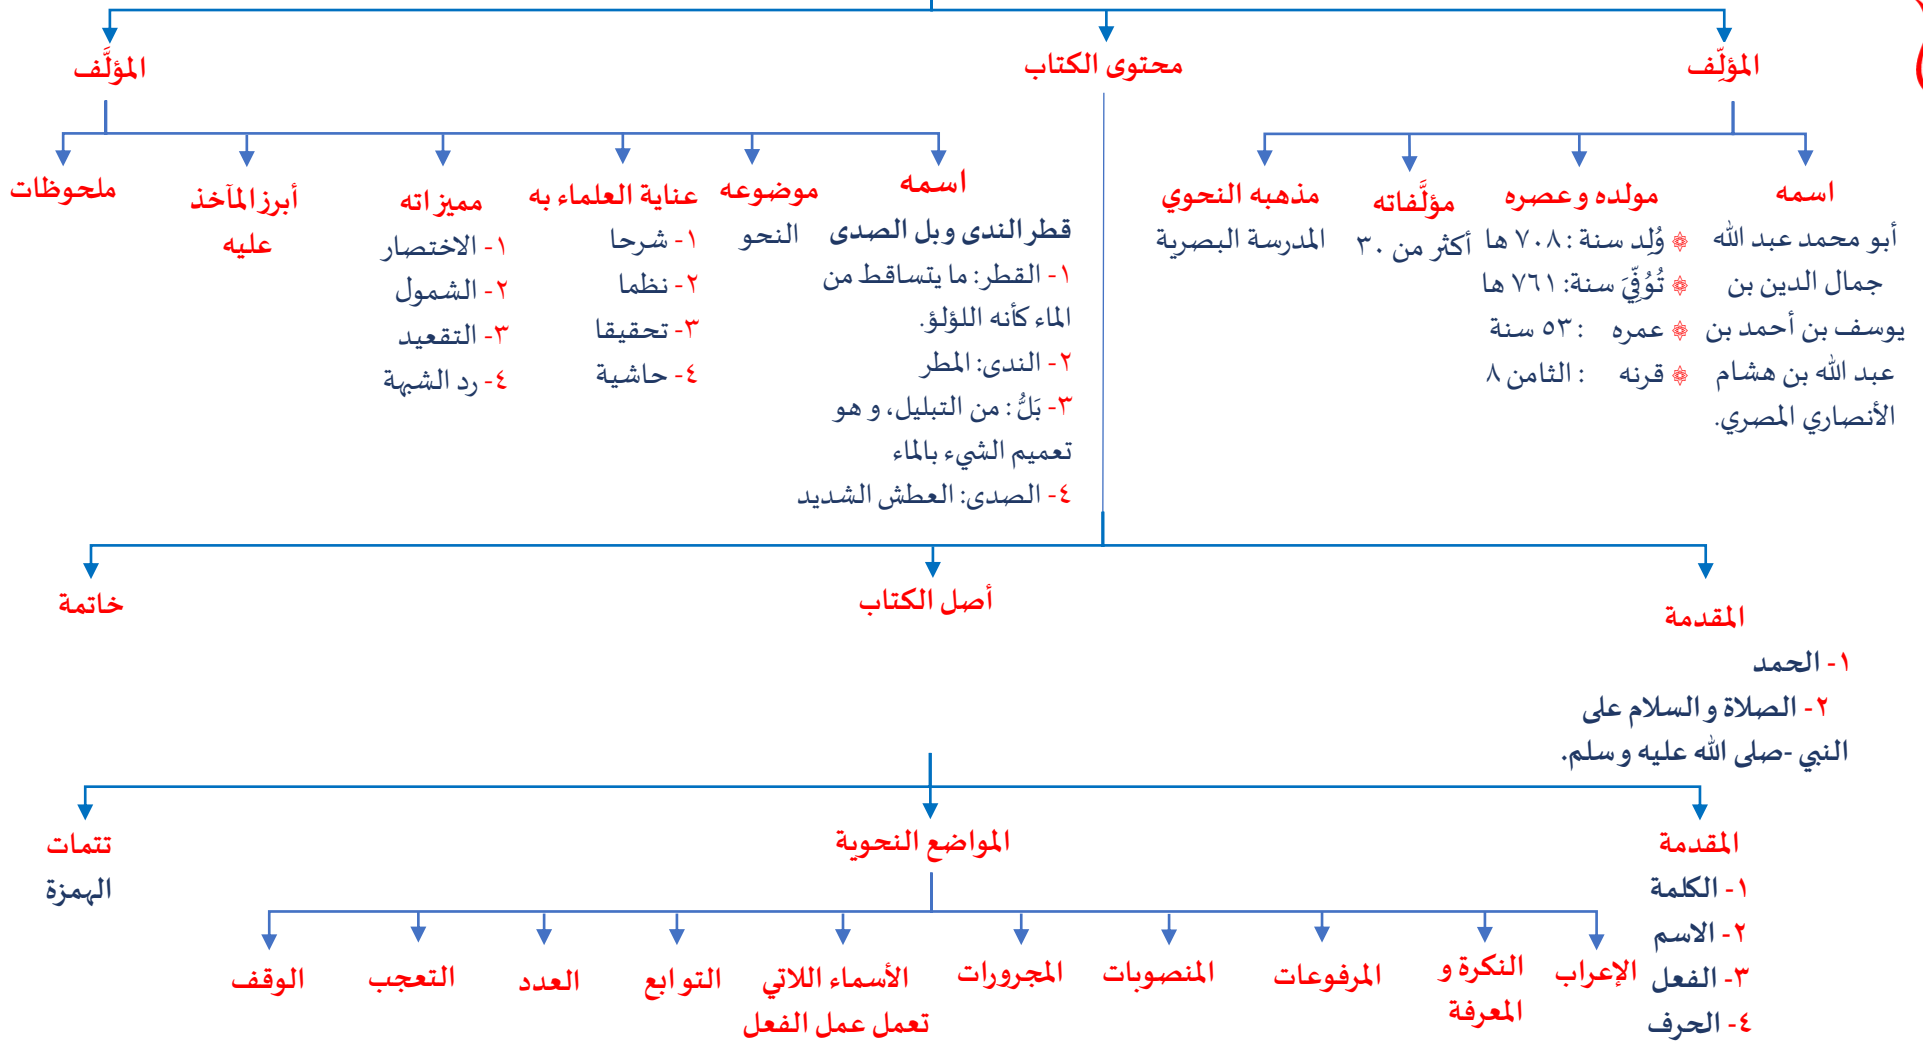 المؤلِّف
محتوى الكتاب
المؤلَّف
اسمه
أبو محمد عبد الله
جمال الدين بن
يوسف بن أحمد بن
عبد الله بن هشام
الأنصاري المصري.
مولده وعصره
وُلِد سنة : ٧٠٨ ها
تُوُفِّيَ سنة: ٧٦١ ها
عمره : ٥٣ سنة
قرنه : الثامن ٨
مؤلَّفاته
أكثر من ٣٠
مذهبه النحوي
المدرسة البصرية
اسمه
قطر الندى وبل الصدى
١- القطر: ما يتساقط من
الماء كأنه اللؤلؤ.
٢- الندى: المطر
٣- بَلُّ: من التبليل، و هو
تعميم الشيء بالماء
٤- الصدى: العطش الشديد
موضوعه
النحو
عناية العلماء به
١- شرحا
٢- نظما
٣- تحقيقا
٤- حاشية
مميزاته
١- الاختصار
٢- الشمول
٣- التقعيد
٤- رد الشبهة
أبرز المآخذ
عليه
ملحوظات
المقدمة
١- الحمد
٢- الصلاة و السلام على
النبي -صلى الله عليه و سلم.
أصل الكتاب
خاتمة
المقدمة
١- الكلمة
٢- الاسم
٣- الفعل
٤- الحرف
المواضع النحوية
تتمات
الهمزة
الإعراب
النكرة و
المعرفة
المرفوعات
المنصوبات
المجرورات
الأسماء اللاتي
تعمل عمل الفعل
التوابع
العدد
التعجب
الوقف